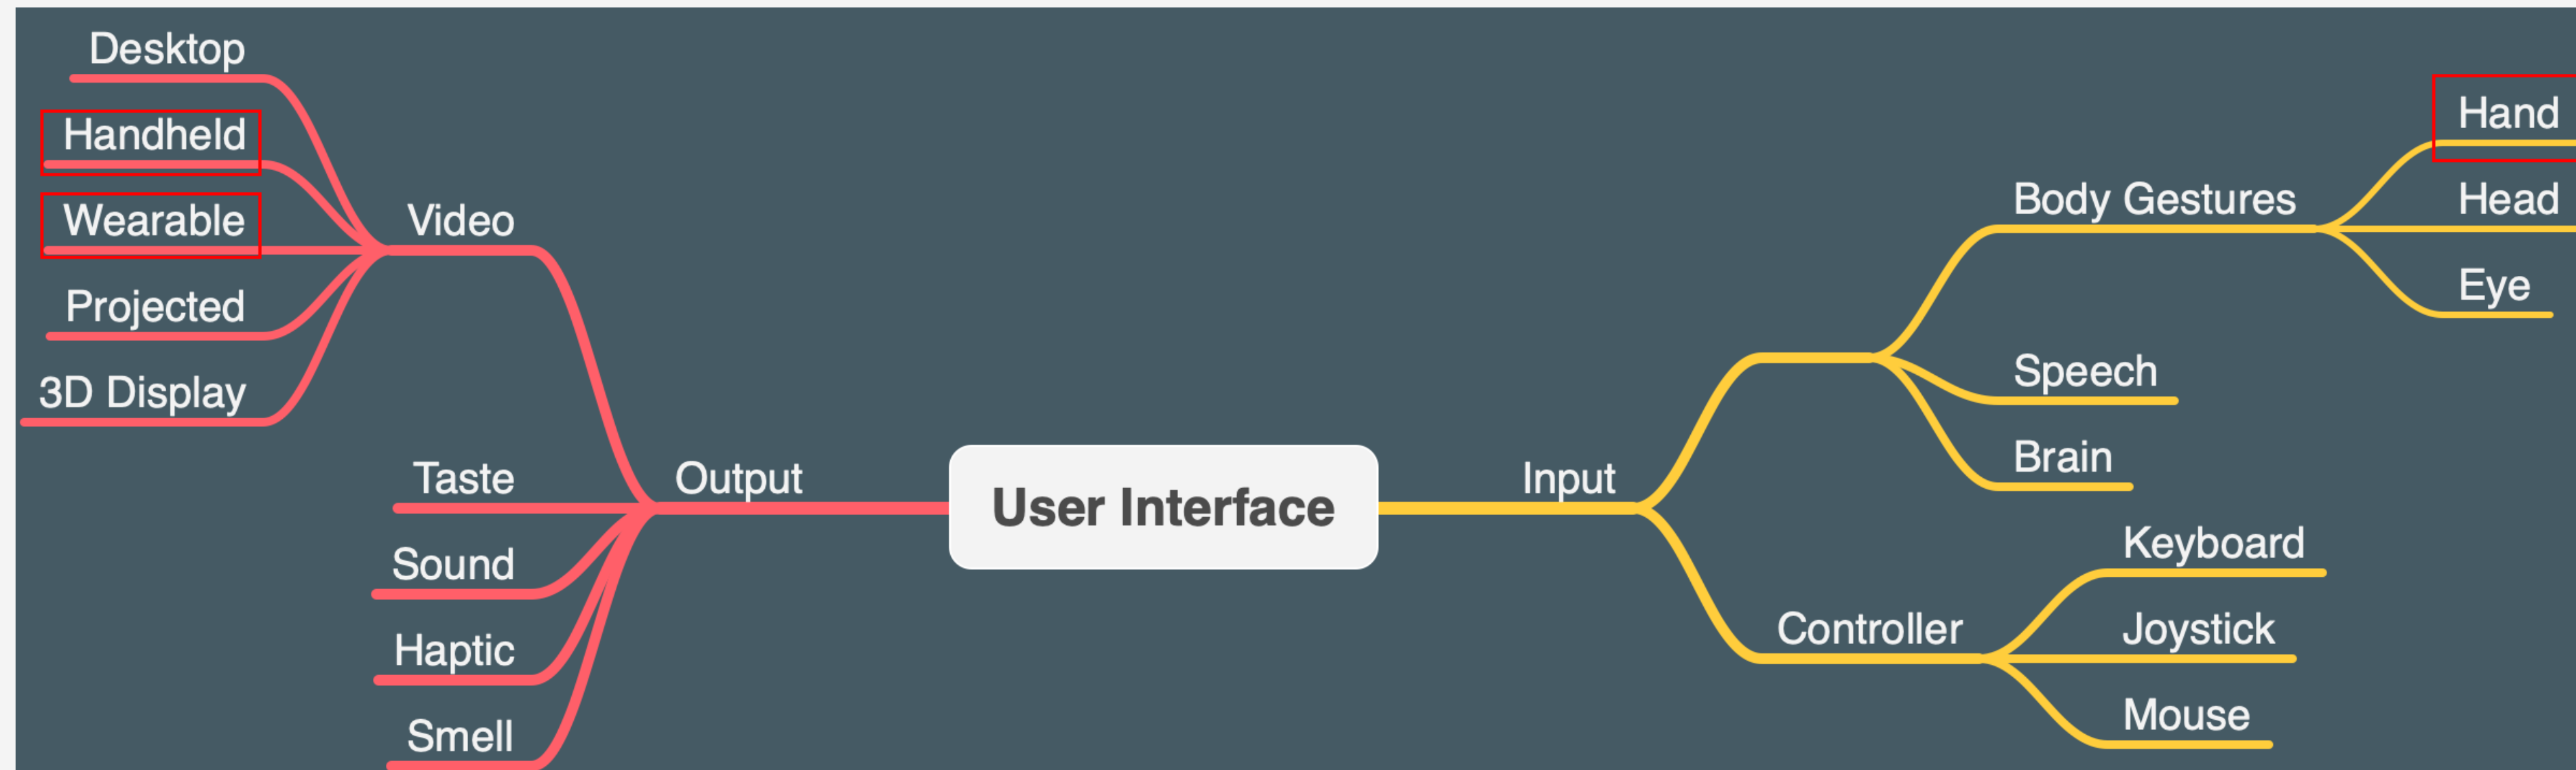 Desktop
Handheld
Wearable
Projected
3D Display
Video
Taste
Sound
Haptic
Smell
Output
User Interface
Input
Body Gestures
Hand
Head
Eye
Speech
Brain
Controller
Keyboard
Joystick
Mouse